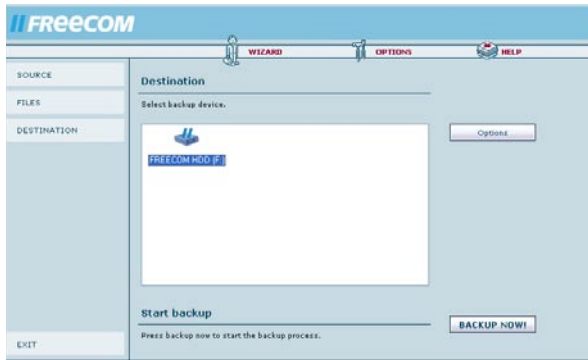 FREECOM
WIZARD OPTIONS HELP
SOURCE
FILES
DESTINATION
EXIT
Destination
Select backup device.
FREECOM HDD (F:)
Options
Start backup
Press backup now to start the backup process.
BACKUP NOW!